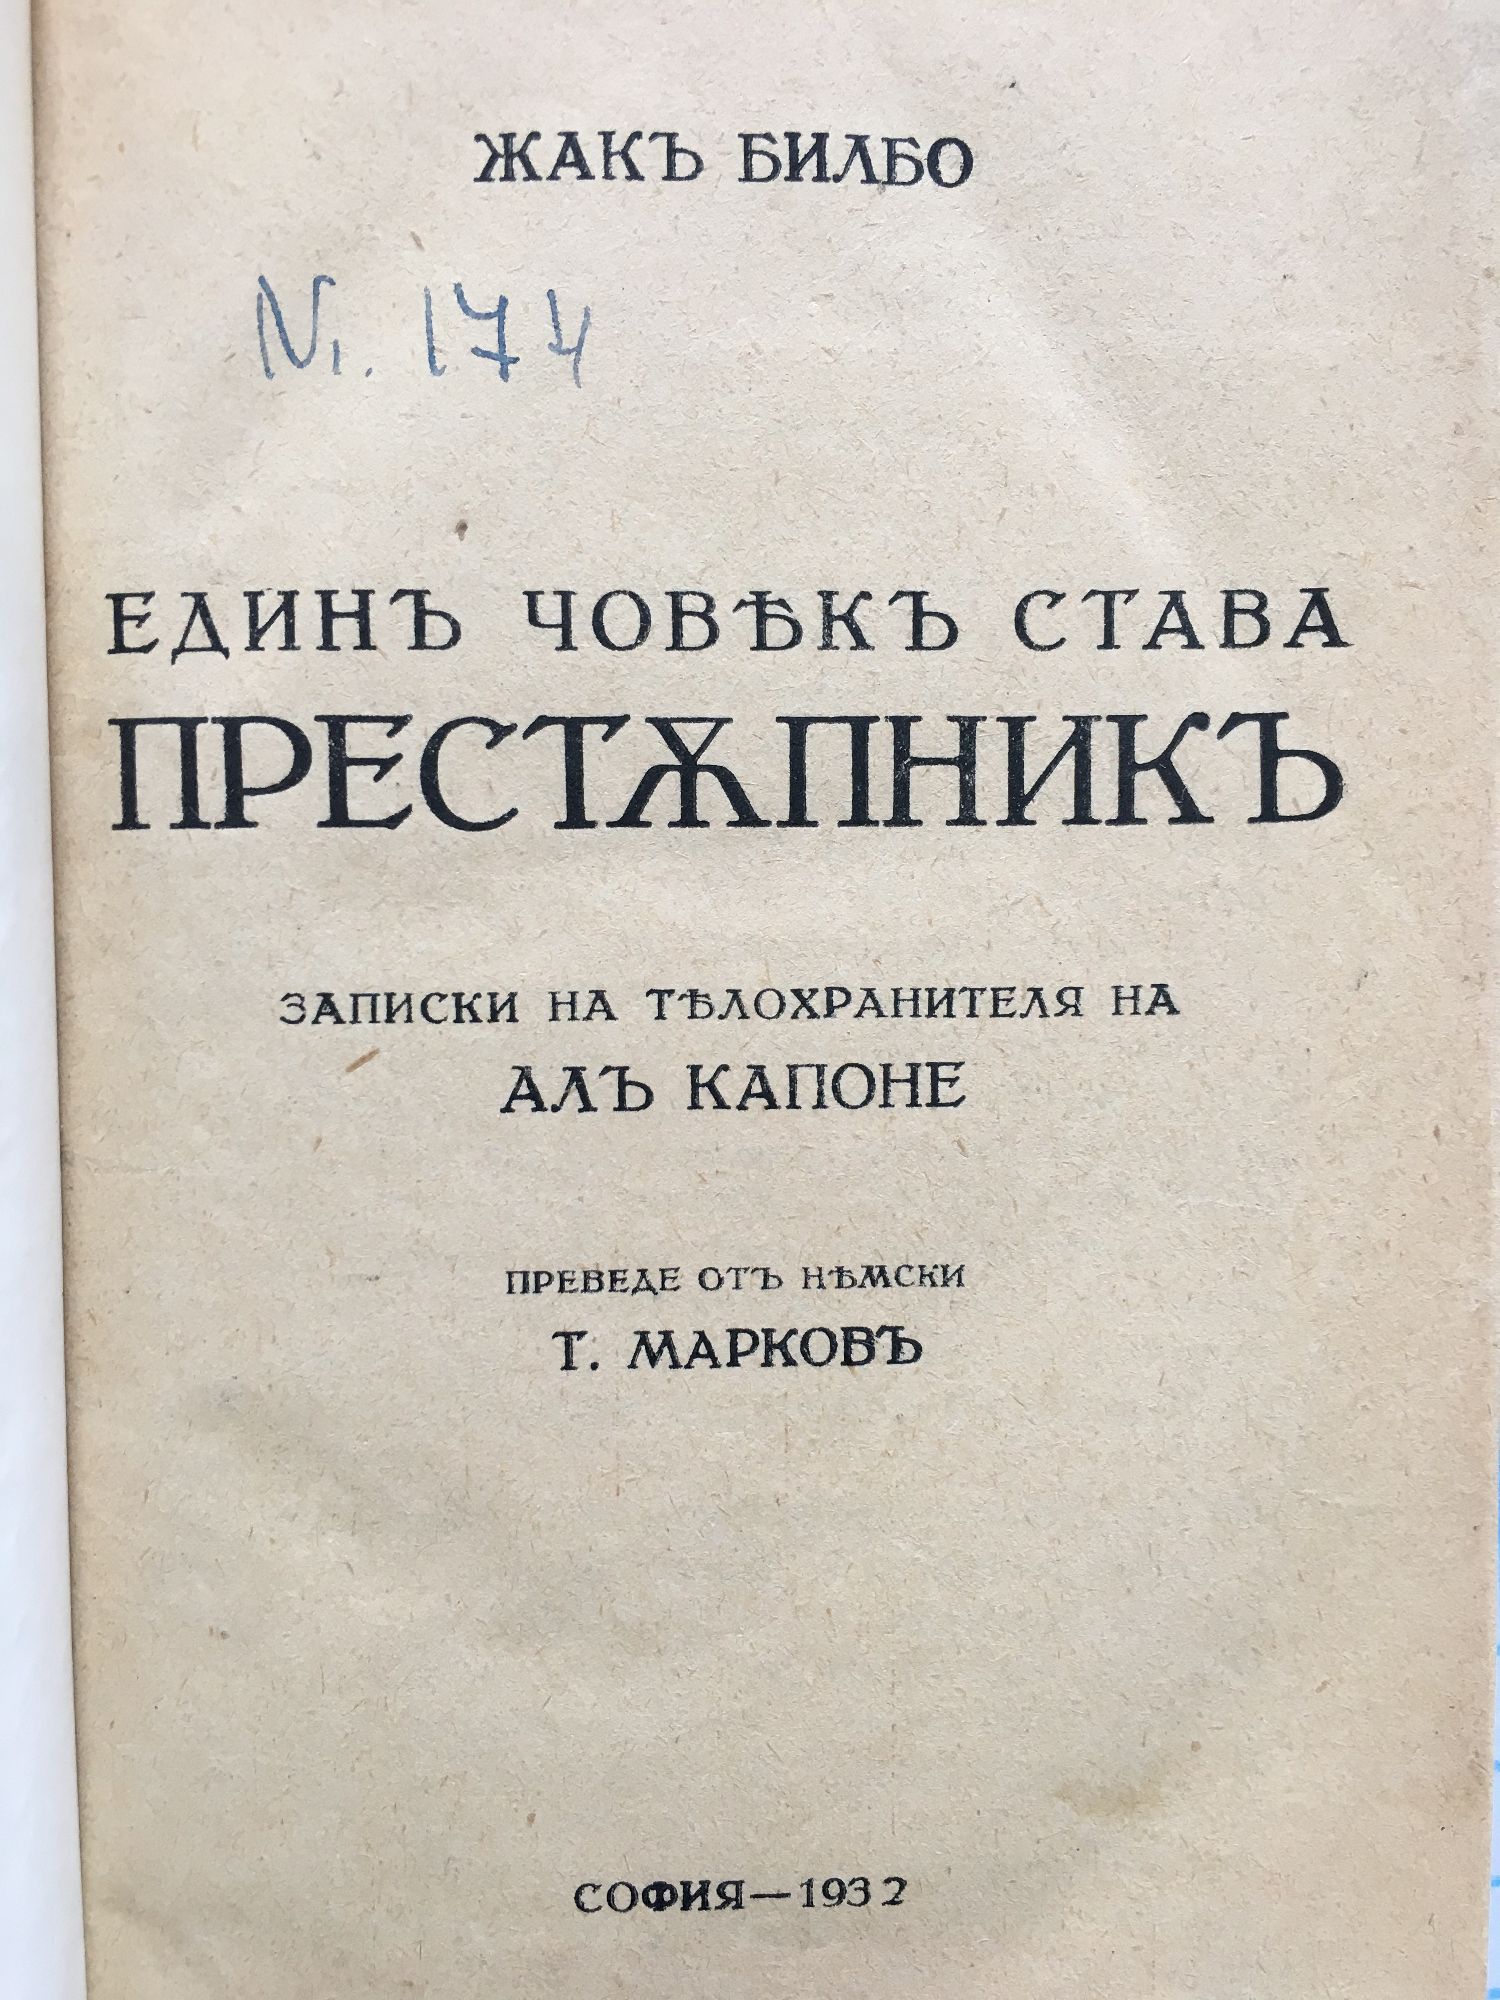 ЖАКЪ БИЛБО
N. 174
ЕДИНЪ ЧОВѢКЪ СТАВА
ПРЕСТѪПНИКЪ
ЗАПИСКИ НА ТѢЛОХРАНИТЕЛЯ НА
АЛЪ КАПОНЕ
ПРЕВЕДЕ ОТЪ НѢМСКИ
Т. МАРКОВЪ
СОФИЯ—1932